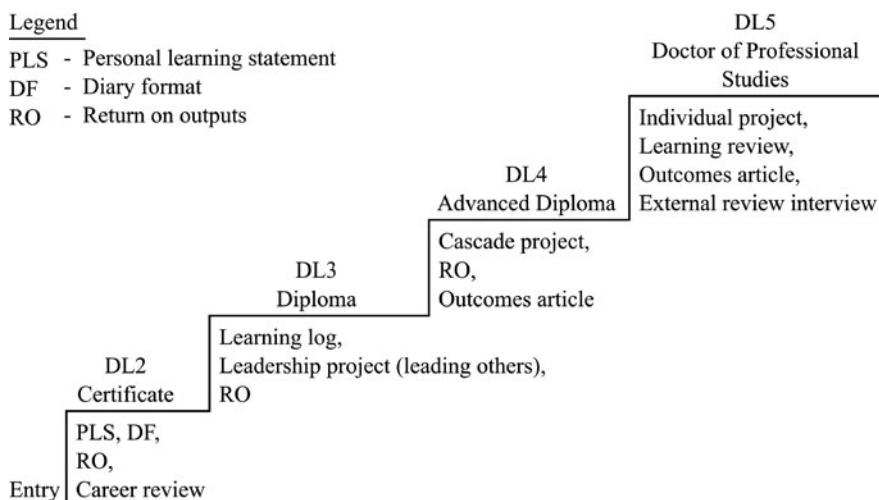 Legend
PLS - Personal learning statement
DF - Diary format
RO - Return on outputs
DL5
Doctor of Professional
Studies
Individual project,
Learning review,
Outcomes article,
External review interview
DL4
Advanced Diploma
Cascade project,
RO,
Outcomes article
DL3
Diploma
Learning log,
Leadership project (leading others),
RO
DL2
Certificate
PLS, DF,
RO,
Career review
Entry